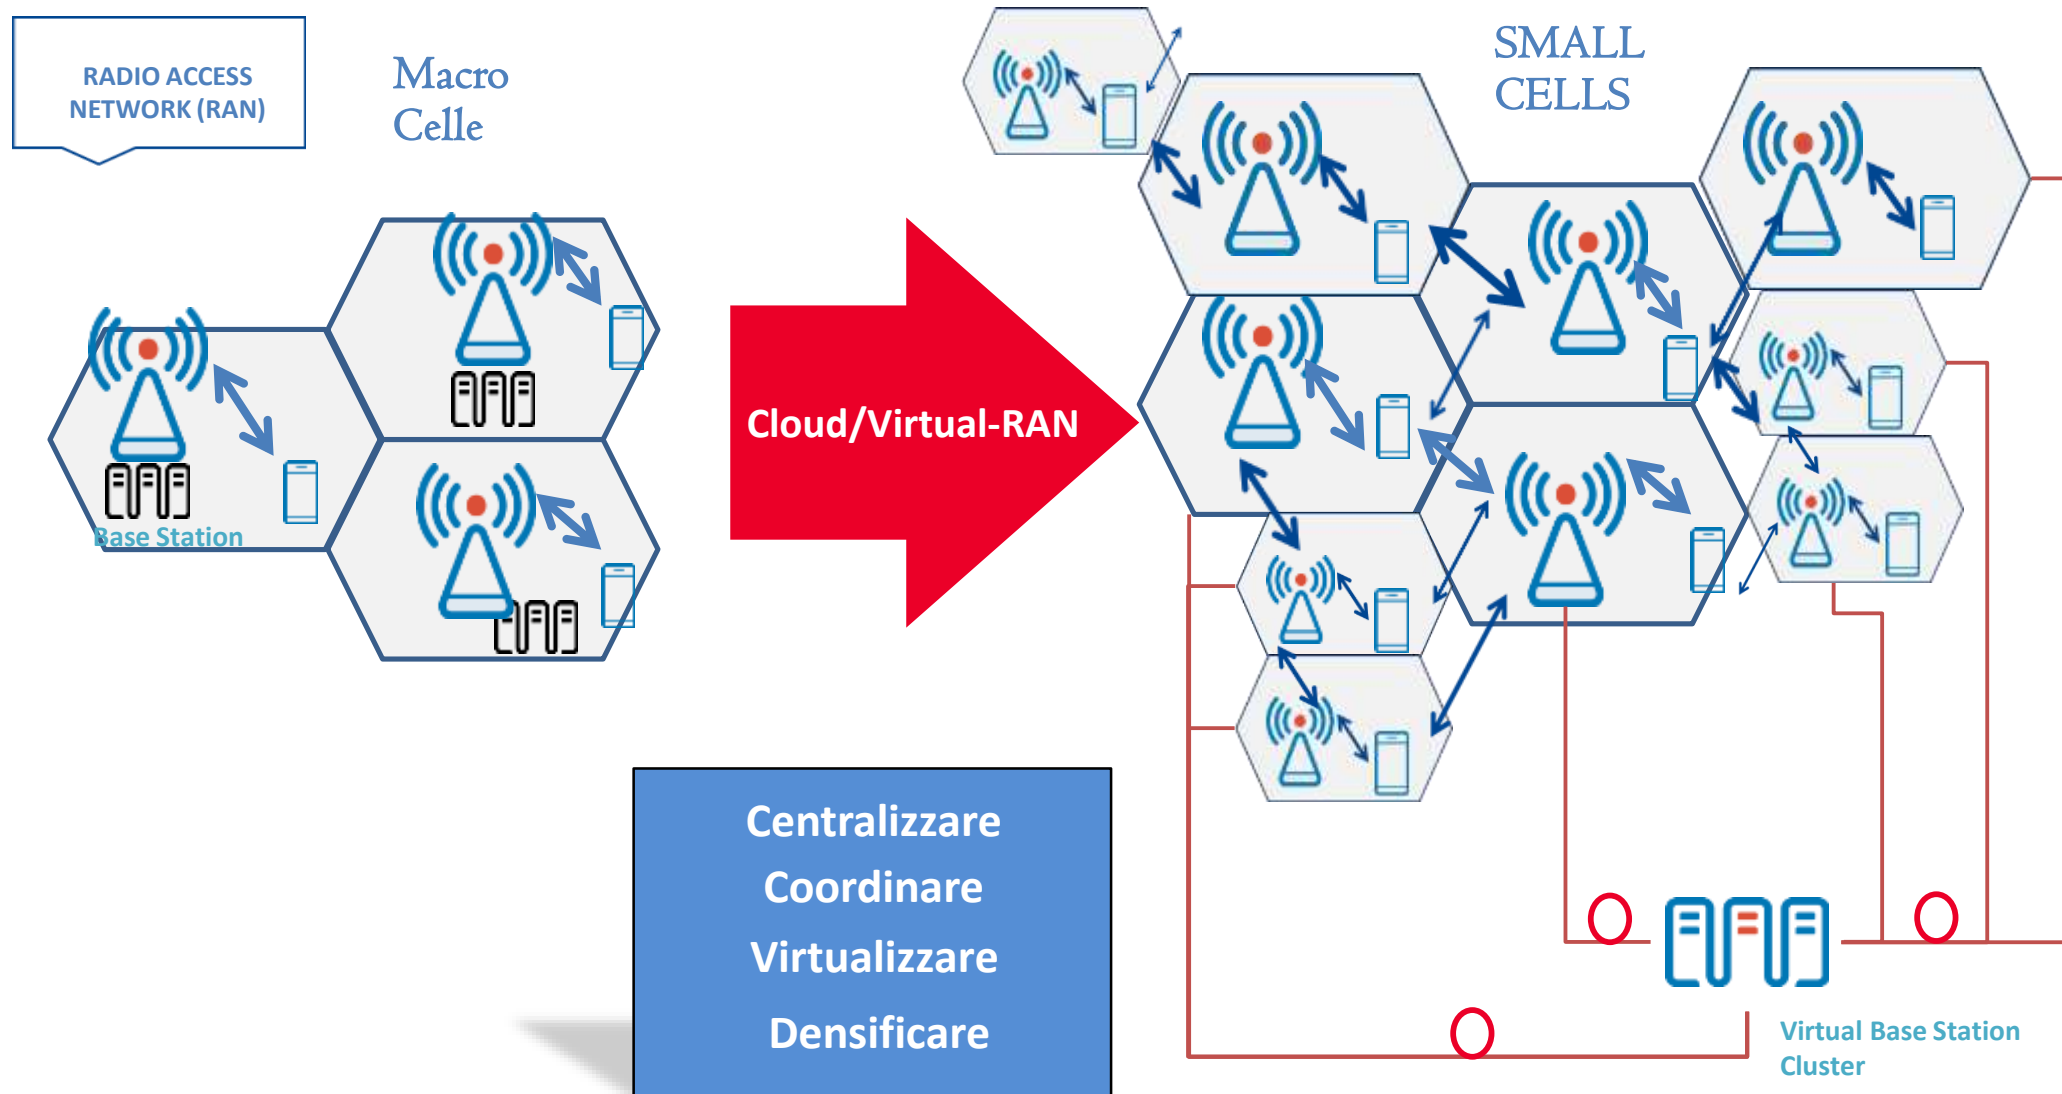 RADIO ACCESS
NETWORK (RAN)
Macro
Celle
SMALL
CELLS
Cloud/Virtual-RAN
Base Station
Centralizzare
Coordinare
Virtualizzare
Densificare
Virtual Base Station
Cluster